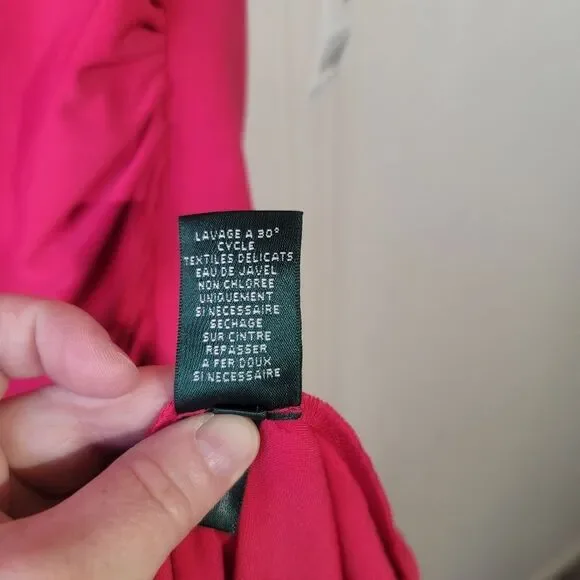 LAVAGE A 30°
CYCLE
TEXTILES DELICATS
EAU DE JAVEL
NON CHLOREE
UNIQUEMENT
SI NECESSAIRE
SECHAGE
SUR CINTRE
REPASSER
A FER DOUX
SI NECESSAIRE